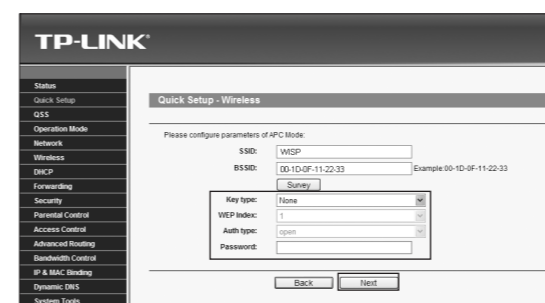 TP-LINK®
Status
Quick Setup
QSS
Operation Mode
Network
Wireless
DHCP
Forwarding
Security
Parental Control
Access Control
Advanced Routing
Bandwidth Control
IP & MAC Binding
Dynamic DNS
System Tools
Quick Setup - Wireless
Please configure parameters of APC Mode:
SSID: WISP
BSSID: 00-1D-0F-11-22-33 Example:00-1D-0F-11-22-33
Survey
Key type: None
WEP Index: 1
Auth type: open
Password:
Back Next